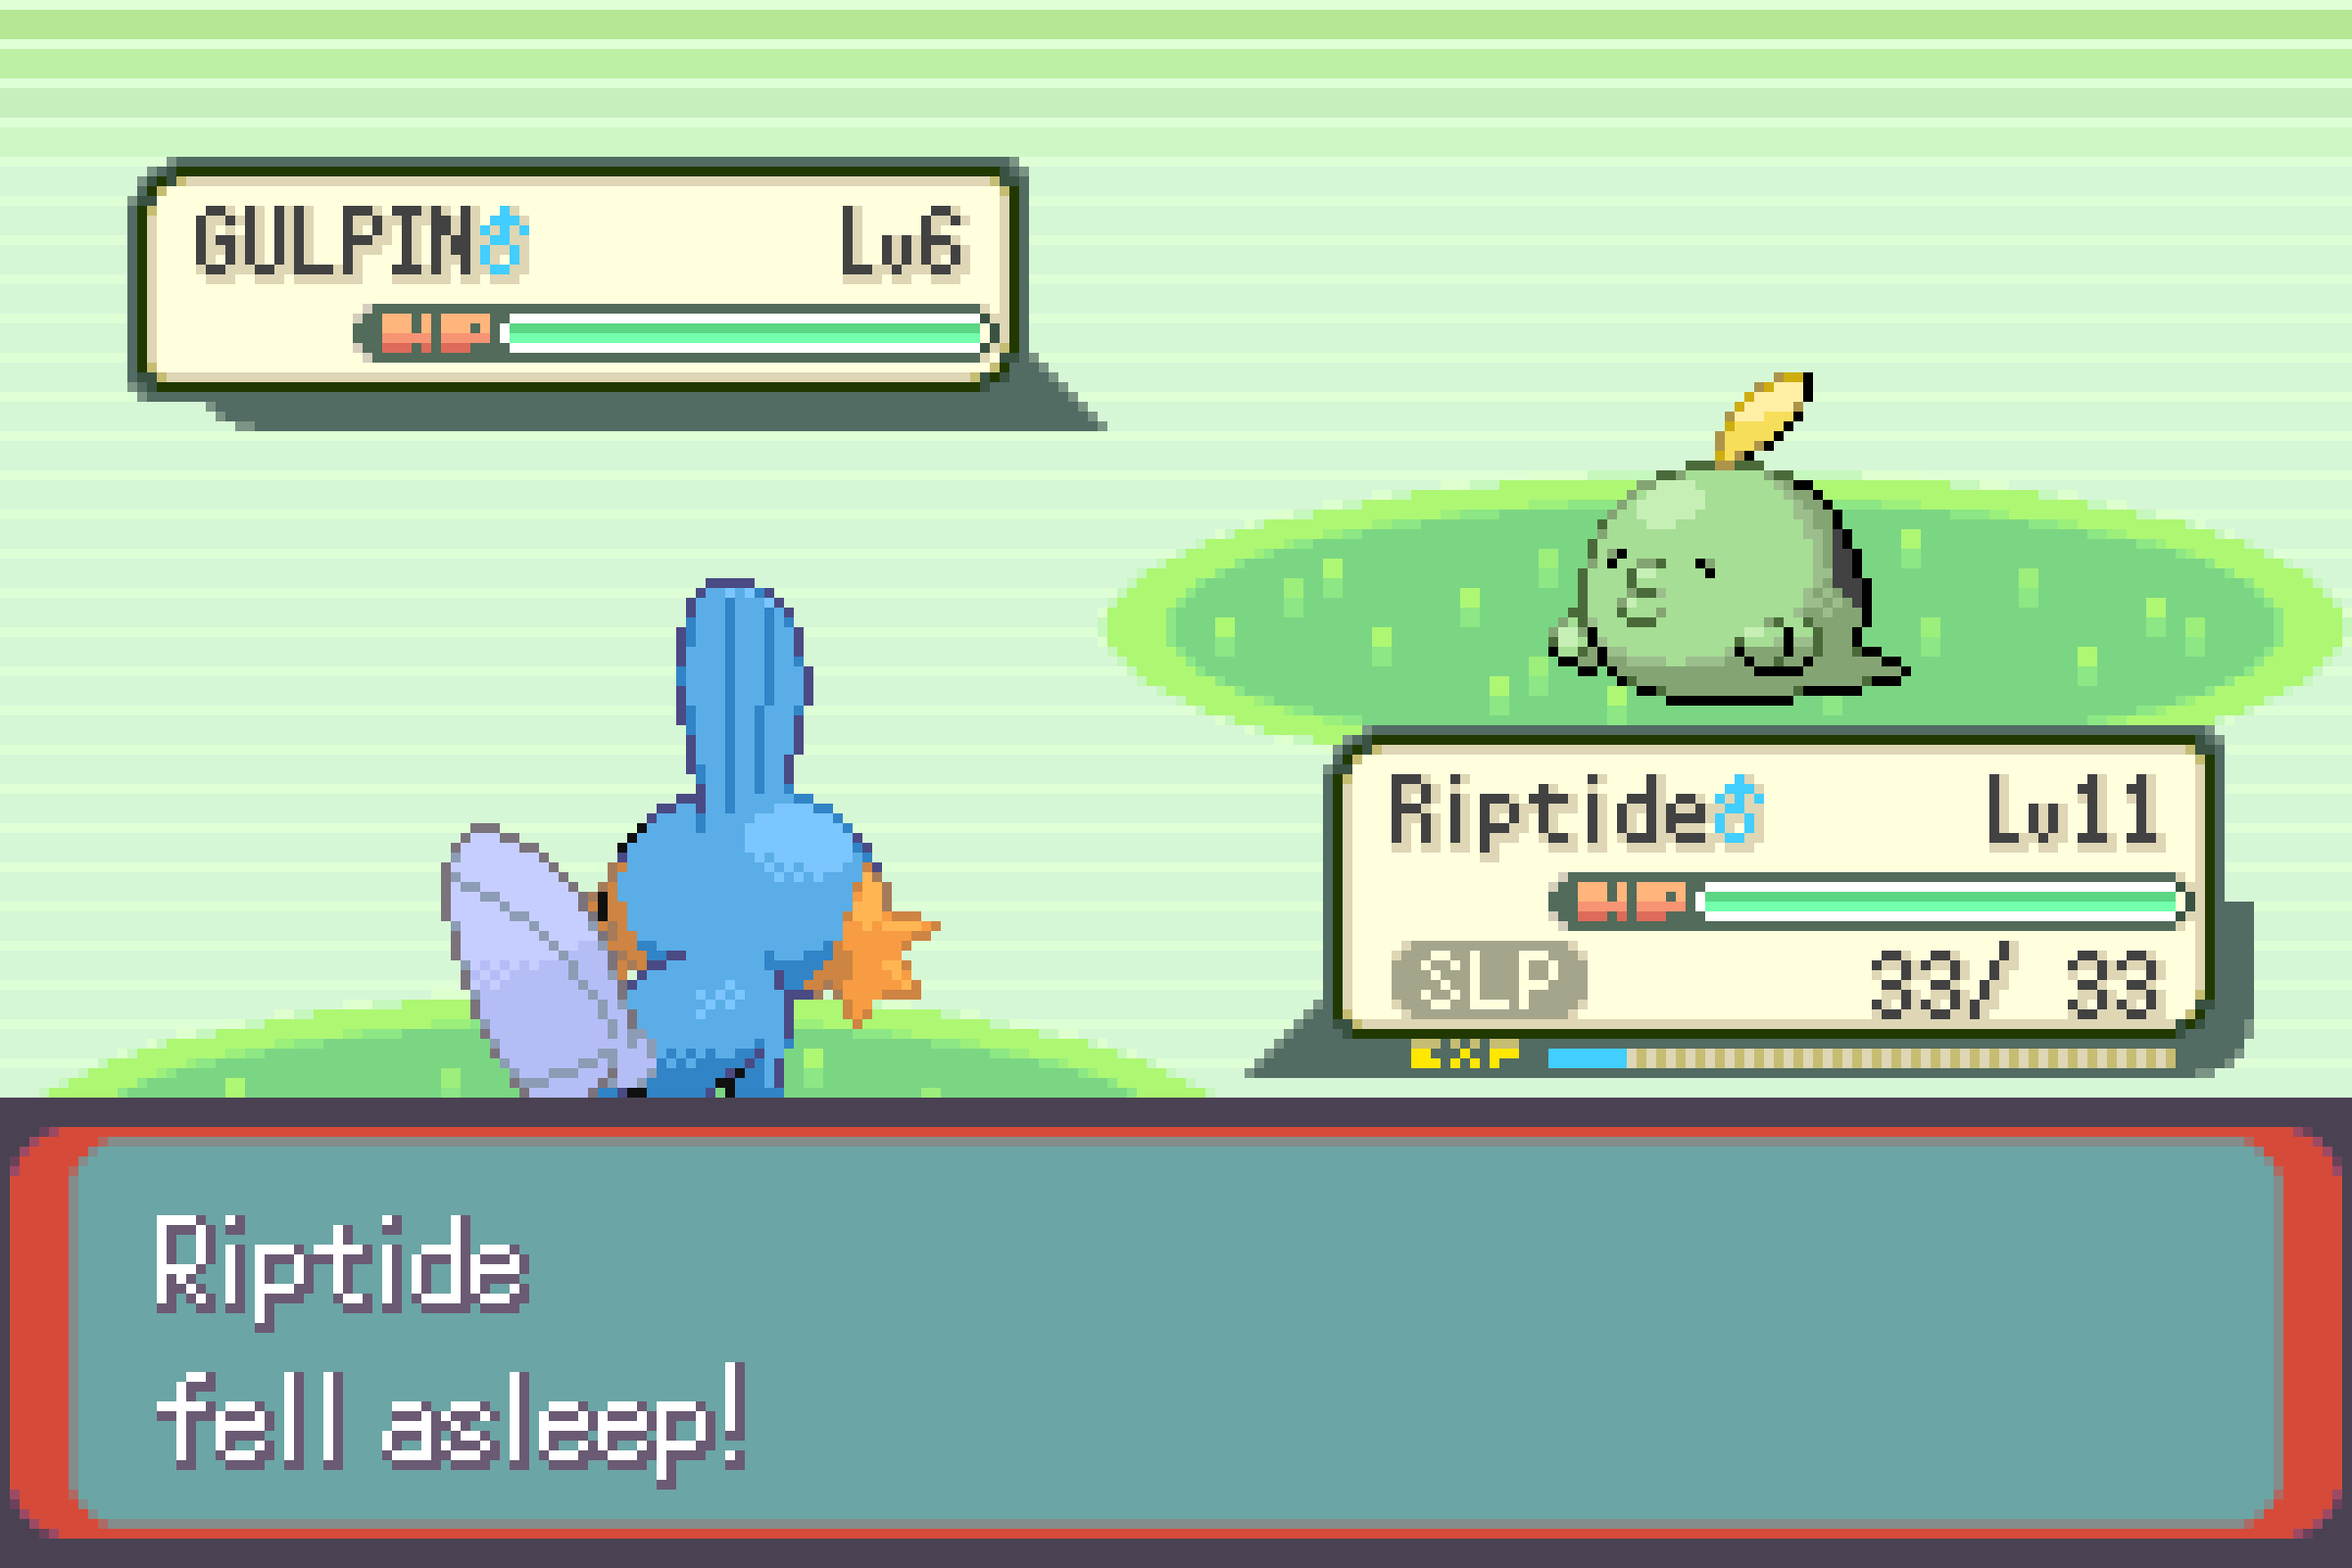 GULPIN♂ Lv6
HP
Riptide♂ Lv11
HP
SLP 33/ 33
EXP
Riptide
fell asleep!